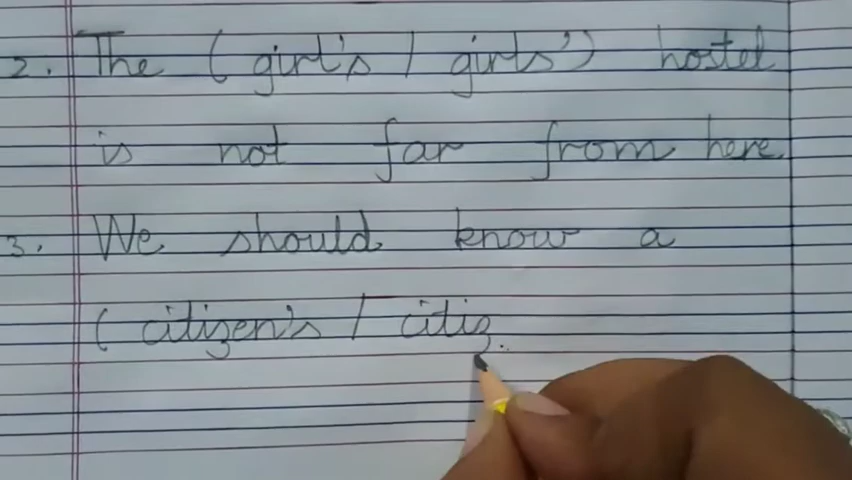 2. The ( girl's / girls') hostel
is not far from here
3. We should know a
( citizen's / citiz